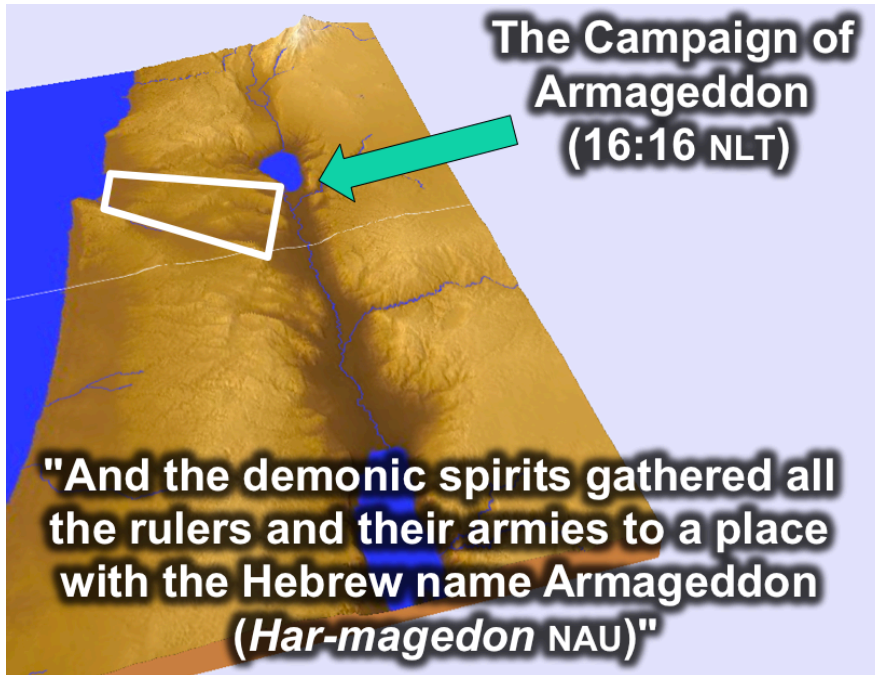 The Campaign of
Armageddon
(16:16 NLT)
"And the demonic spirits gathered all
the rulers and their armies to a place
with the Hebrew name Armageddon
(Har-magedon NAU)"